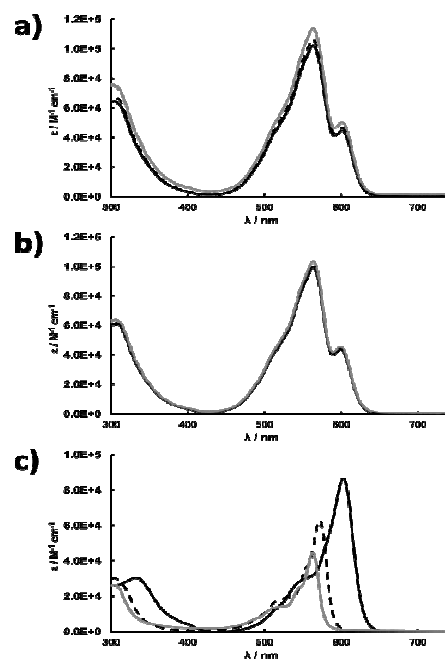 a)
ε / M⁻¹ cm⁻¹
1.2E+5
1.0E+5
8.0E+4
6.0E+4
4.0E+4
2.0E+4
0.0E+0
300 400 500 600 700
λ / nm
b)
ε / M⁻¹ cm⁻¹
1.2E+5
1.0E+5
8.0E+4
6.0E+4
4.0E+4
2.0E+4
0.0E+0
300 400 500 600 700
λ / nm
c)
ε / M⁻¹ cm⁻¹
1.0E+5
8.0E+4
6.0E+4
4.0E+4
2.0E+4
0.0E+0
300 400 500 600 700
λ / nm